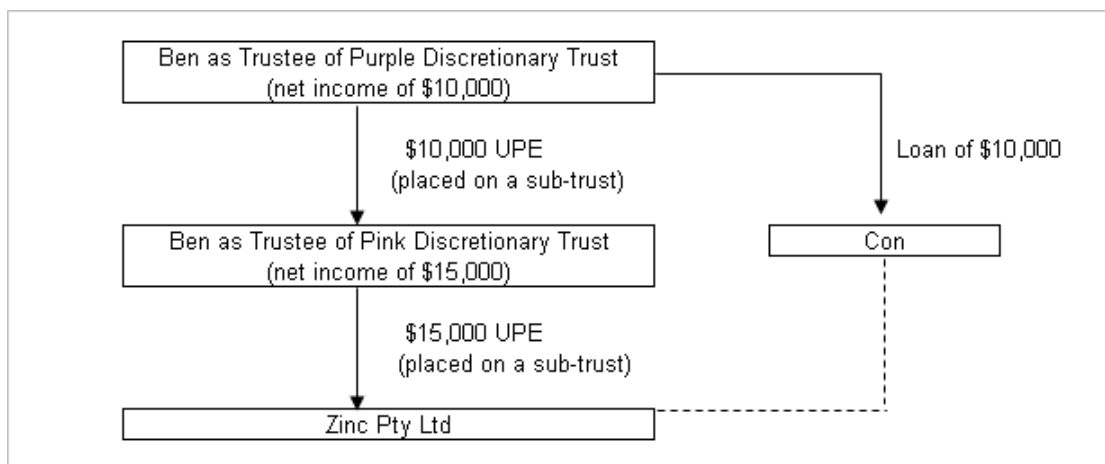 Ben as Trustee of Purple Discretionary Trust
(net income of $10,000)
$10,000 UPE
(placed on a sub-trust)
Loan of $10,000
Ben as Trustee of Pink Discretionary Trust
(net income of $15,000)
Con
$15,000 UPE
(placed on a sub-trust)
Zinc Pty Ltd